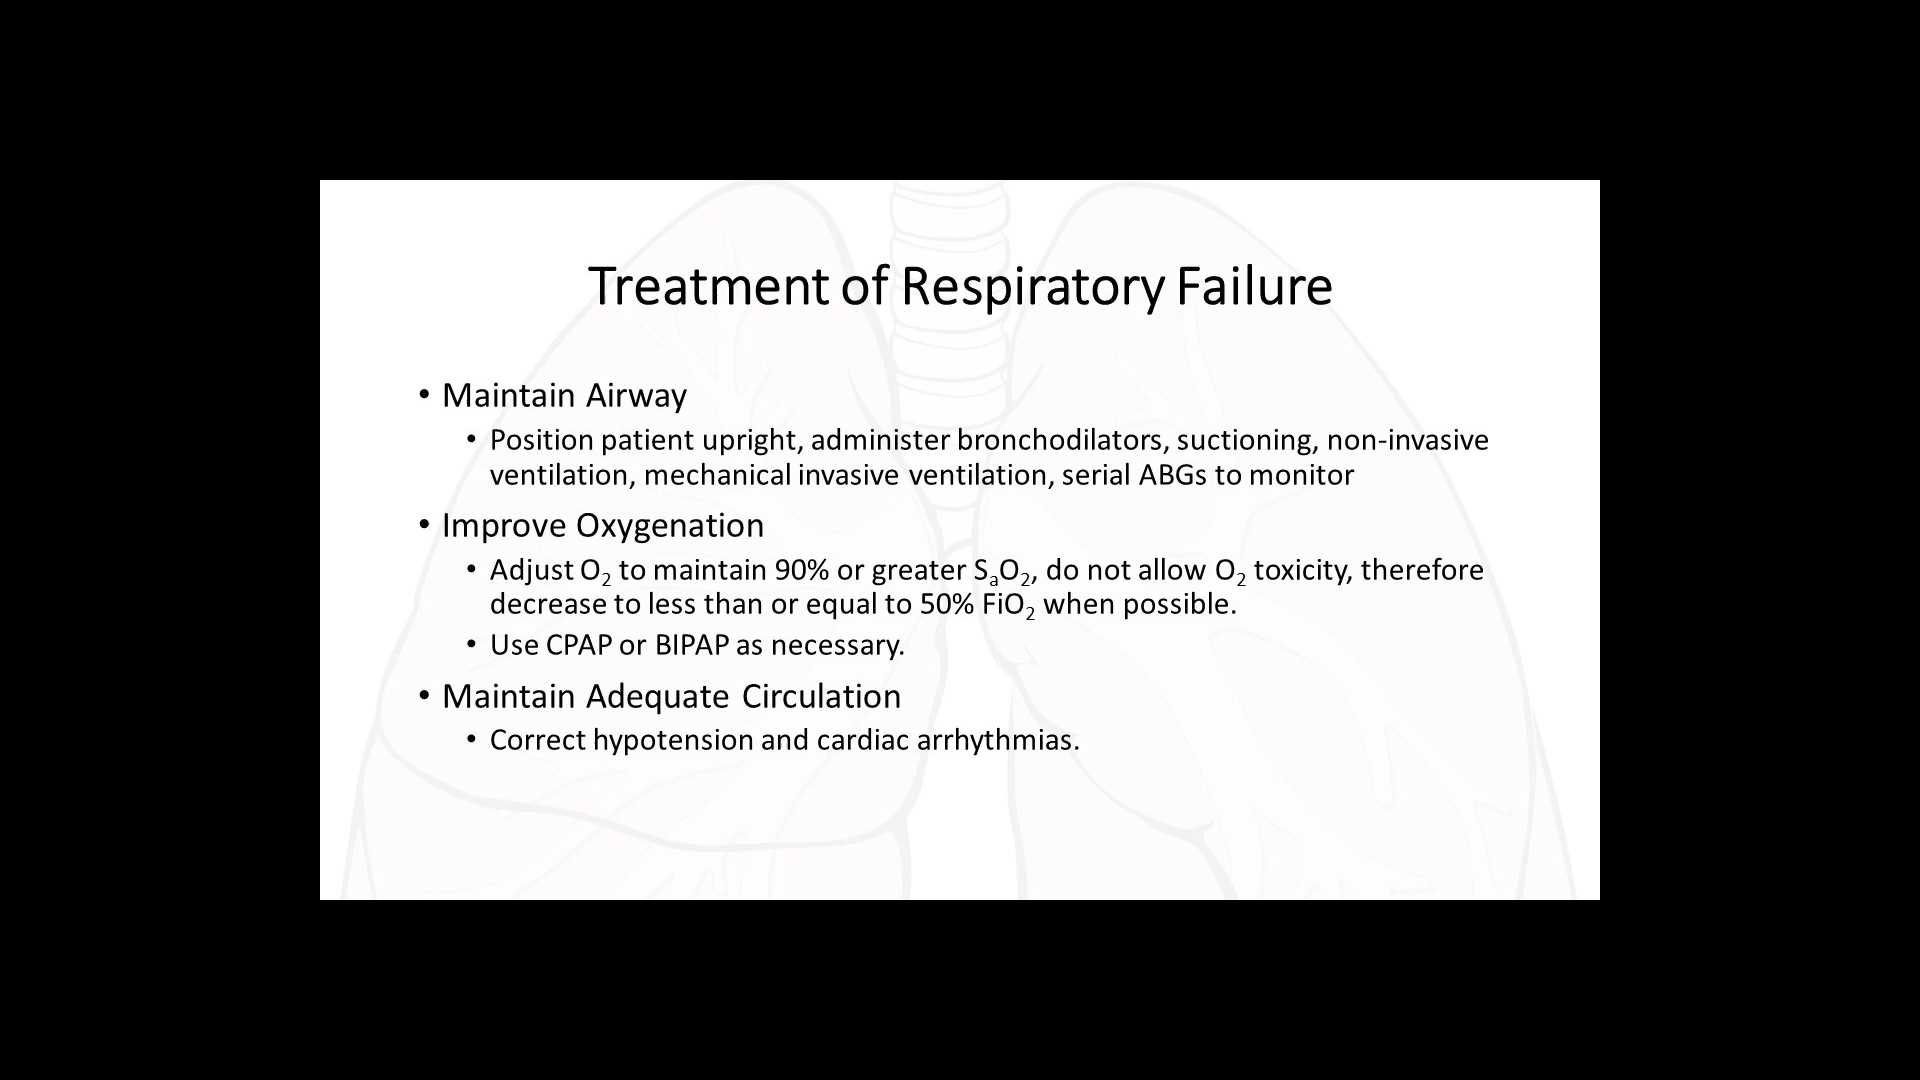 Treatment of Respiratory Failure
• Maintain Airway
• Position patient upright, administer bronchodilators, suctioning, non-invasive
ventilation, mechanical invasive ventilation, serial ABGs to monitor
• Improve Oxygenation
• Adjust O₂ to maintain 90% or greater SₐO₂, do not allow O₂ toxicity, therefore
decrease to less than or equal to 50% FiO₂ when possible.
• Use CPAP or BIPAP as necessary.
• Maintain Adequate Circulation
• Correct hypotension and cardiac arrhythmias.